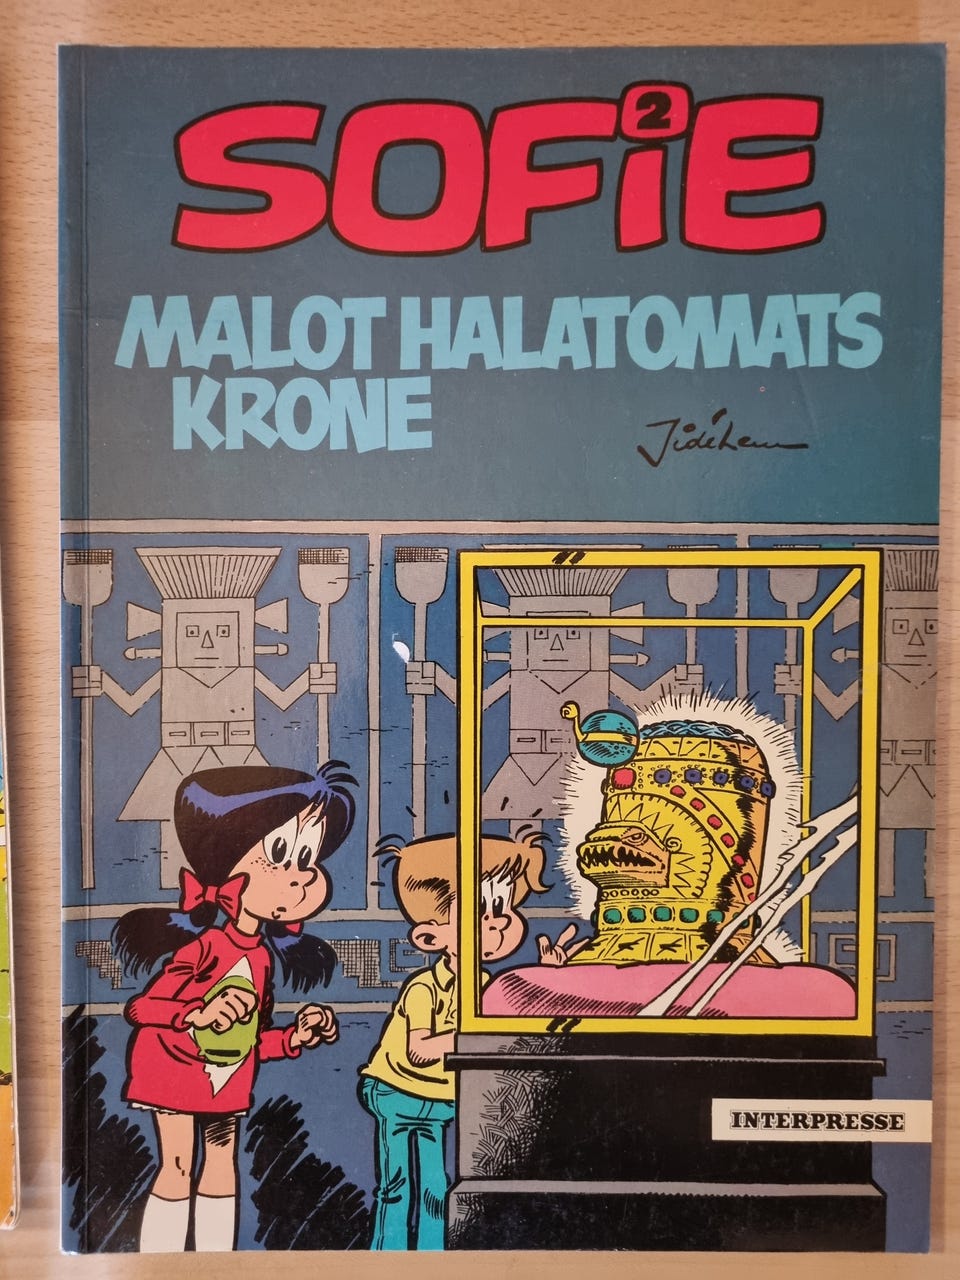 SOFiE
2
MALOT HALATOMATS
KRONE
Jidéhem
INTERPRESSE